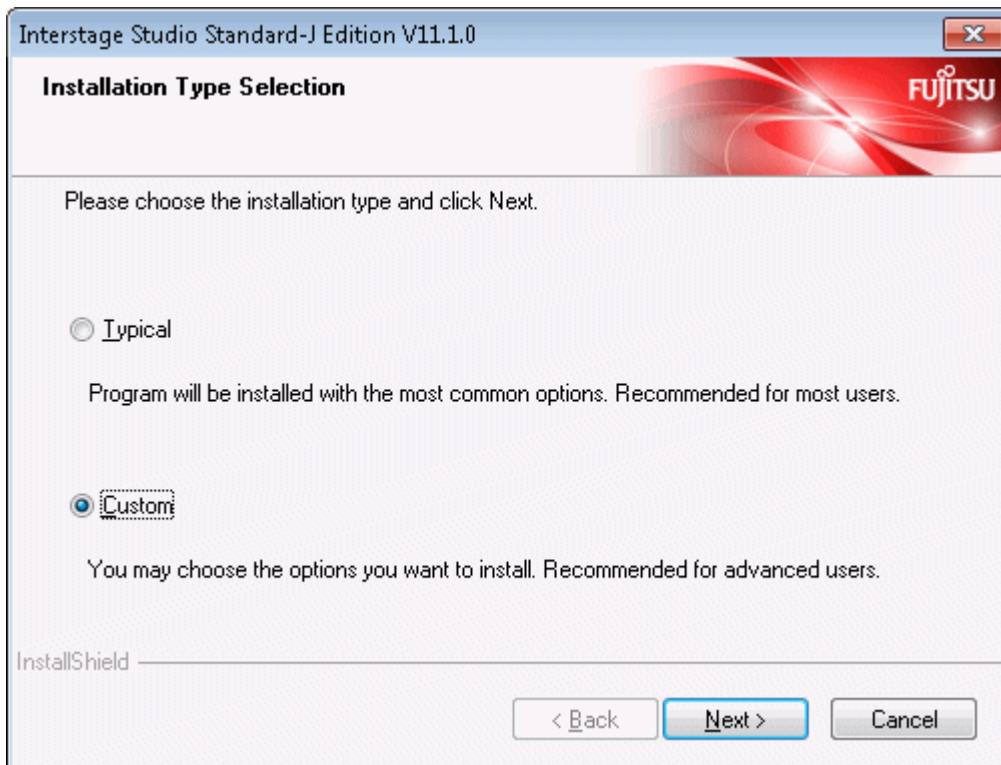 Interstage Studio Standard-J Edition V11.1.0
Installation Type Selection
FUJITSU
Please choose the installation type and click Next.
Typical
Program will be installed with the most common options. Recommended for most users.
Custom
You may choose the options you want to install. Recommended for advanced users.
InstallShield
< Back
Next >
Cancel